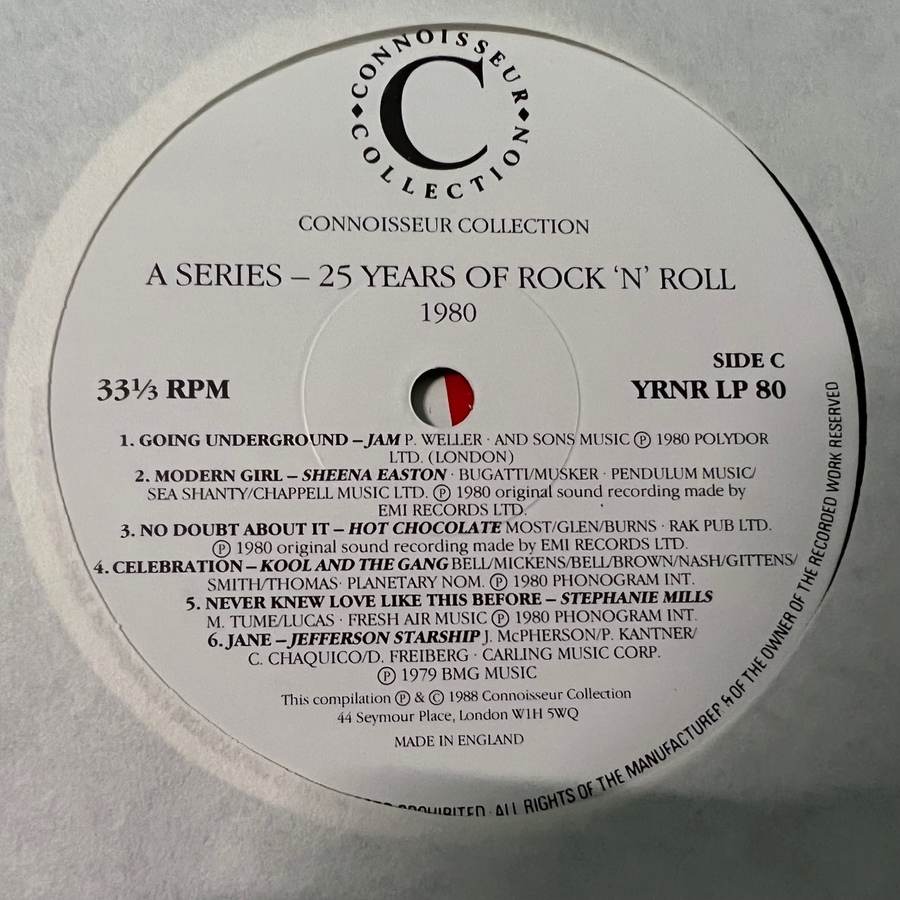 CONNOISSEUR COLLECTION
C
CONNOISSEUR COLLECTION
A SERIES – 25 YEARS OF ROCK ‘N’ ROLL
1980
SIDE C
33⅓ RPM YRNR LP 80
1. GOING UNDERGROUND – JAM P. WELLER · AND SONS MUSIC Ⓟ 1980 POLYDOR
LTD. (LONDON)
2. MODERN GIRL – SHEENA EASTON · BUGATTI/MUSKER · PENDULUM MUSIC/
SEA SHANTY/CHAPPELL MUSIC LTD. Ⓟ 1980 original sound recording made by
EMI RECORDS LTD.
3. NO DOUBT ABOUT IT – HOT CHOCOLATE MOST/GLEN/BURNS · RAK PUB LTD.
Ⓟ 1980 original sound recording made by EMI RECORDS LTD.
4. CELEBRATION – KOOL AND THE GANG BELL/MICKENS/BELL/BROWN/NASH/GITTENS/
SMITH/THOMAS· PLANETARY NOM. Ⓟ 1980 PHONOGRAM INT.
5. NEVER KNEW LOVE LIKE THIS BEFORE – STEPHANIE MILLS
M. TUME/LUCAS · FRESH AIR MUSIC Ⓟ 1980 PHONOGRAM INT.
6. JANE – JEFFERSON STARSHIP J. McPHERSON/P. KANTNER/
C. CHAQUICO/D. FREIBERG · CARLING MUSIC CORP.
Ⓟ 1979 BMG MUSIC
This compilation Ⓟ & © 1988 Connoisseur Collection
44 Seymour Place, London W1H 5WQ
MADE IN ENGLAND
PROHIBITED · ALL RIGHTS OF THE MANUFACTURER & OF THE OWNER OF THE RECORDED WORK RESERVED